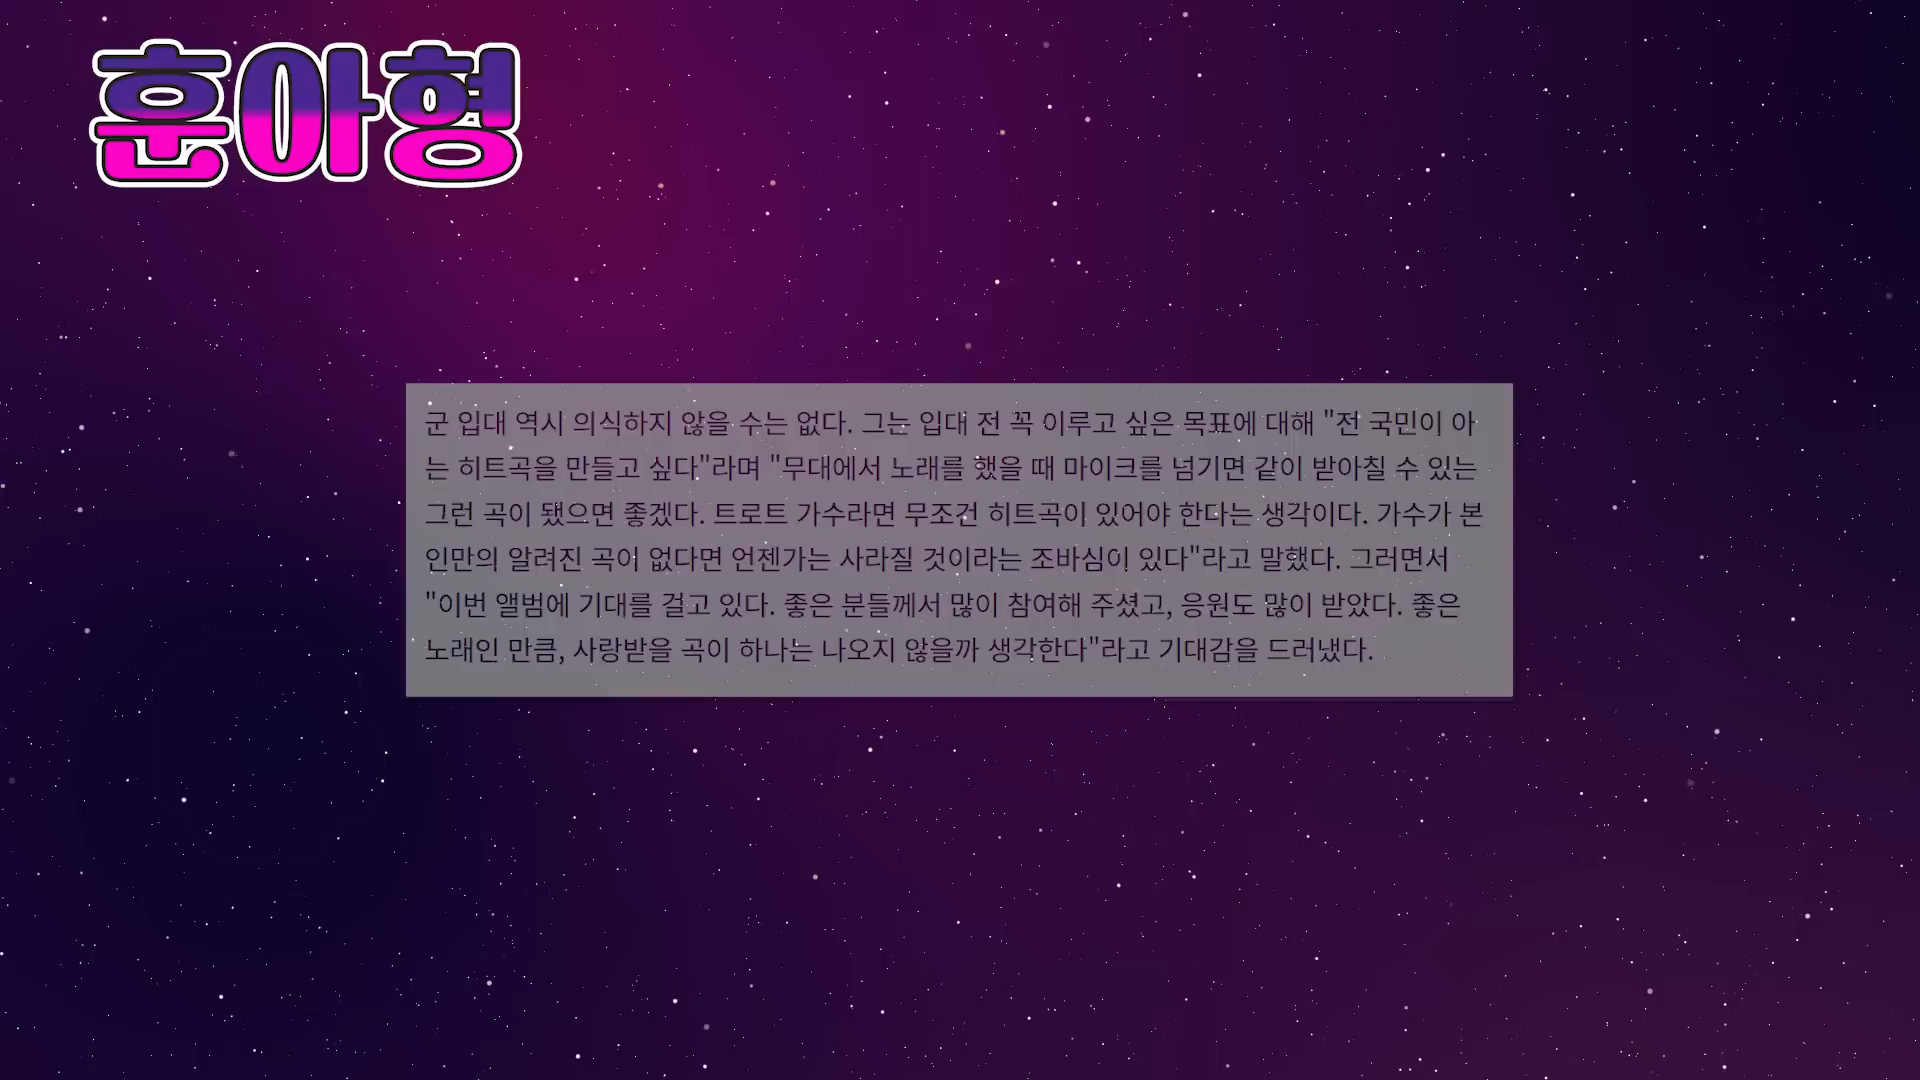 훈아형
군 입대 역시 의식하지 않을 수는 없다. 그는 입대 전 꼭 이루고 싶은 목표에 대해 "전 국민이 아
는 히트곡을 만들고 싶다"라며 "무대에서 노래를 했을 때 마이크를 넘기면 같이 받아칠 수 있는
그런 곡이 됐으면 좋겠다. 트로트 가수라면 무조건 히트곡이 있어야 한다는 생각이다. 가수가 본
인만의 알려진 곡이 없다면 언젠가는 사라질 것이라는 조바심이 있다"라고 말했다. 그러면서
"이번 앨범에 기대를 걸고 있다. 좋은 분들께서 많이 참여해 주셨고, 응원도 많이 받았다. 좋은
노래인 만큼, 사랑받을 곡이 하나는 나오지 않을까 생각한다"라고 기대감을 드러냈다.